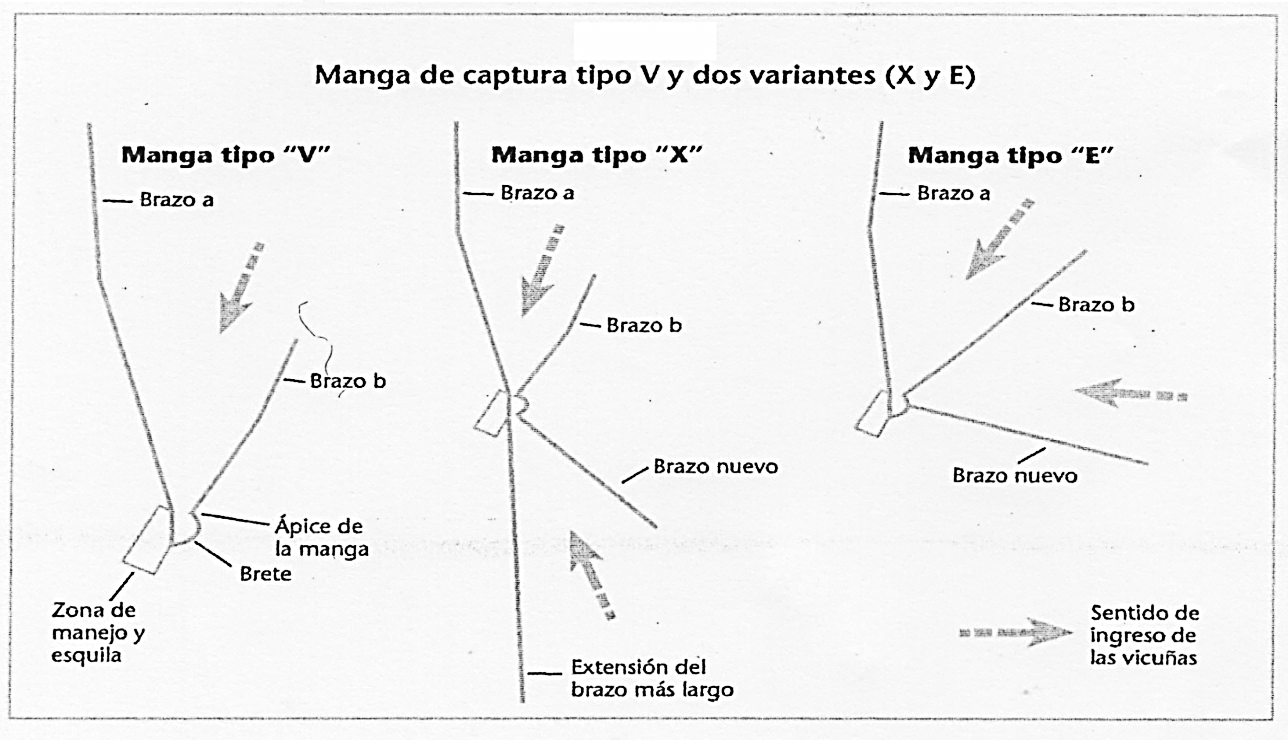 Manga de captura tipo V y dos variantes (X y E)
Manga tipo “V”
Brazo a
Brazo b
Ápice de
la manga
Brete
Zona de
manejo y
esquila
Manga tipo “X”
Brazo a
Brazo b
Brazo nuevo
Extensión del
brazo más largo
Manga tipo “E”
Brazo a
Brazo b
Brazo nuevo
Sentido de
ingreso de
las vicuñas